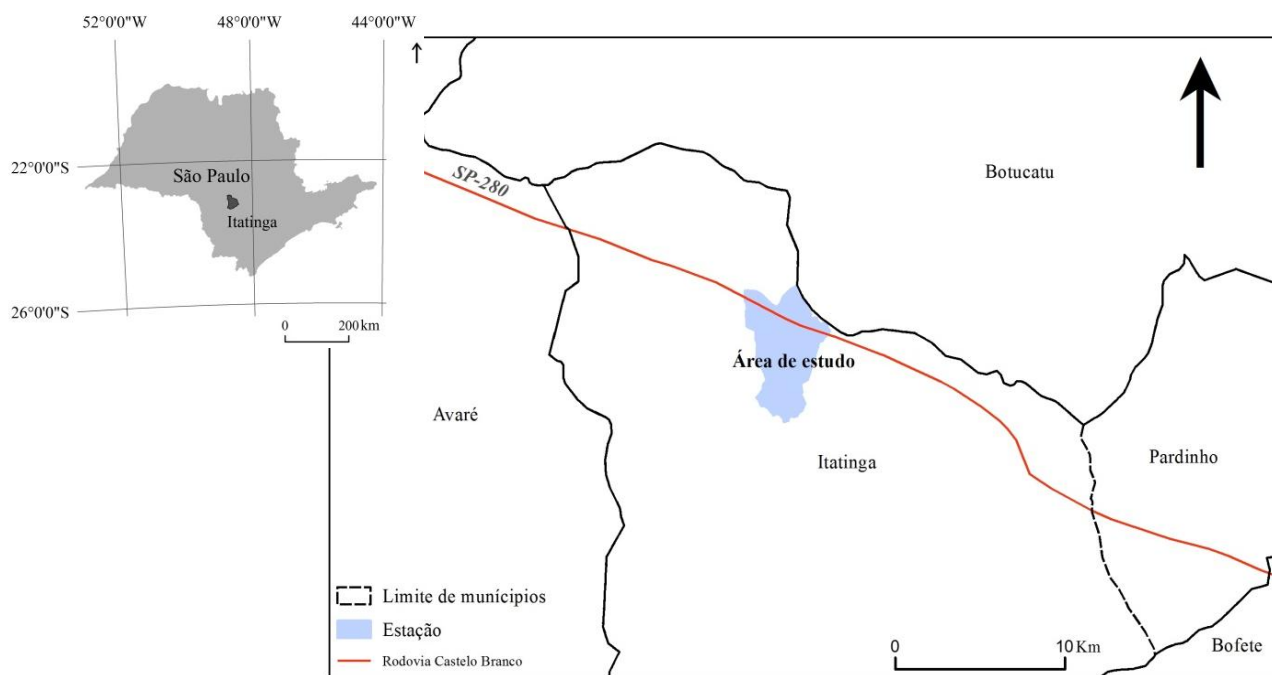 52°0'0"W 48°0'0"W 44°0'0"W
22°0'0"S
São Paulo
Itatinga
26°0'0"S
0 200 km
SP-280
Botucatu
Área de estudo
Avaré
Itatinga
Pardinho
Limite de munícipios
Estação
Rodovia Castelo Branco
0 10 Km
Bofete